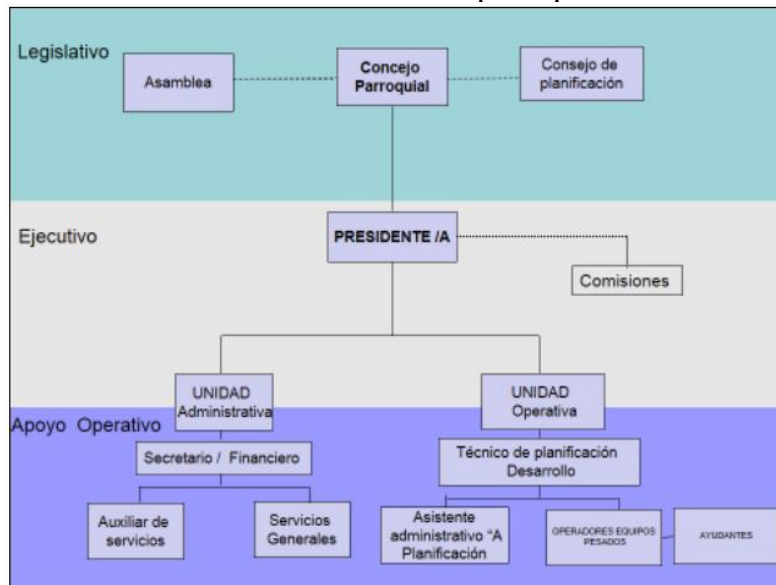 Legislativo
Asamblea
Concejo
Parroquial
Consejo de
planificación
Ejecutivo
PRESIDENTE /A
Comisiones
UNIDAD
Administrativa
UNIDAD
Operativa
Apoyo Operativo
Secretario / Financiero
Técnico de planificación
Desarrollo
Auxiliar de
servicios
Servicios
Generales
Asistente
administrativo "A
Planificación
OPERADORES EQUIPOS
PESADOS
AYUDANTES